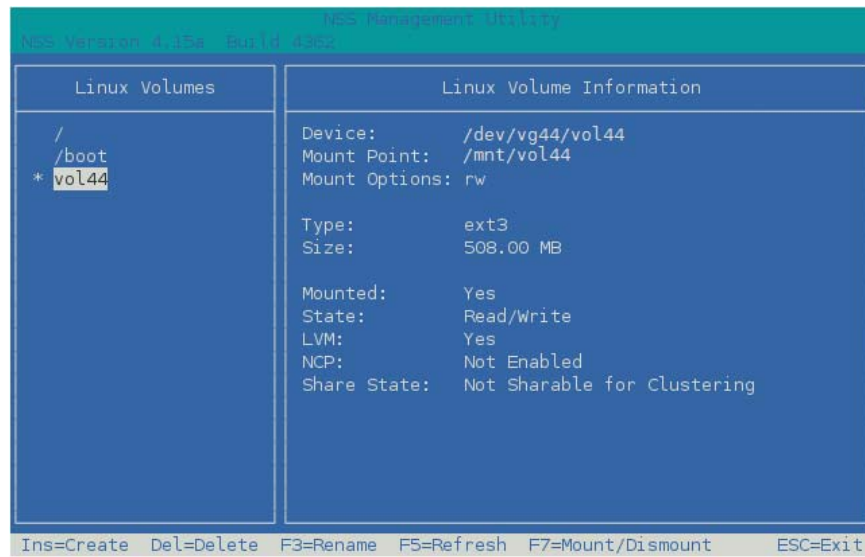 NSS Management Utility
NSS Version 4.15a Build 4362
Linux Volumes
/
/boot
* vol44
Linux Volume Information
Device: /dev/vg44/vol44
Mount Point: /mnt/vol44
Mount Options: rw
Type: ext3
Size: 508.00 MB
Mounted: Yes
State: Read/Write
LVM: Yes
NCP: Not Enabled
Share State: Not Sharable for Clustering
Ins=Create Del=Delete F3=Rename F5=Refresh F7=Mount/Dismount ESC=Exit